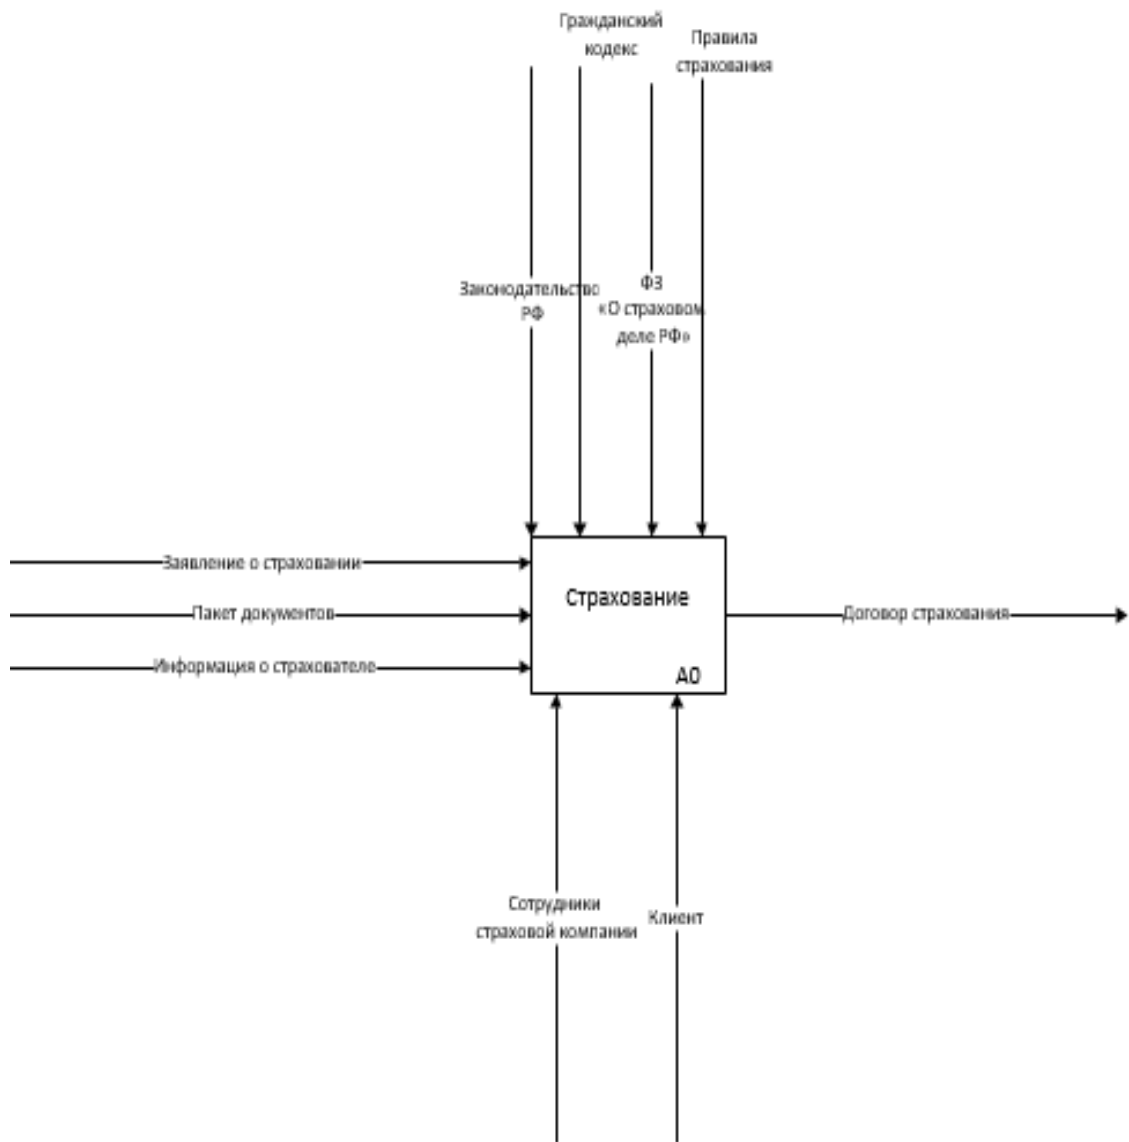 Гражданский
кодекс
Правила
страхования
Законодательство
РФ
ФЗ
«О страховом
деле РФ»
Заявление о страховании
Пакет документов
Информация о страхователе
Страхование
А0
Договор страхования
Сотрудники
страховой компании
Клиент